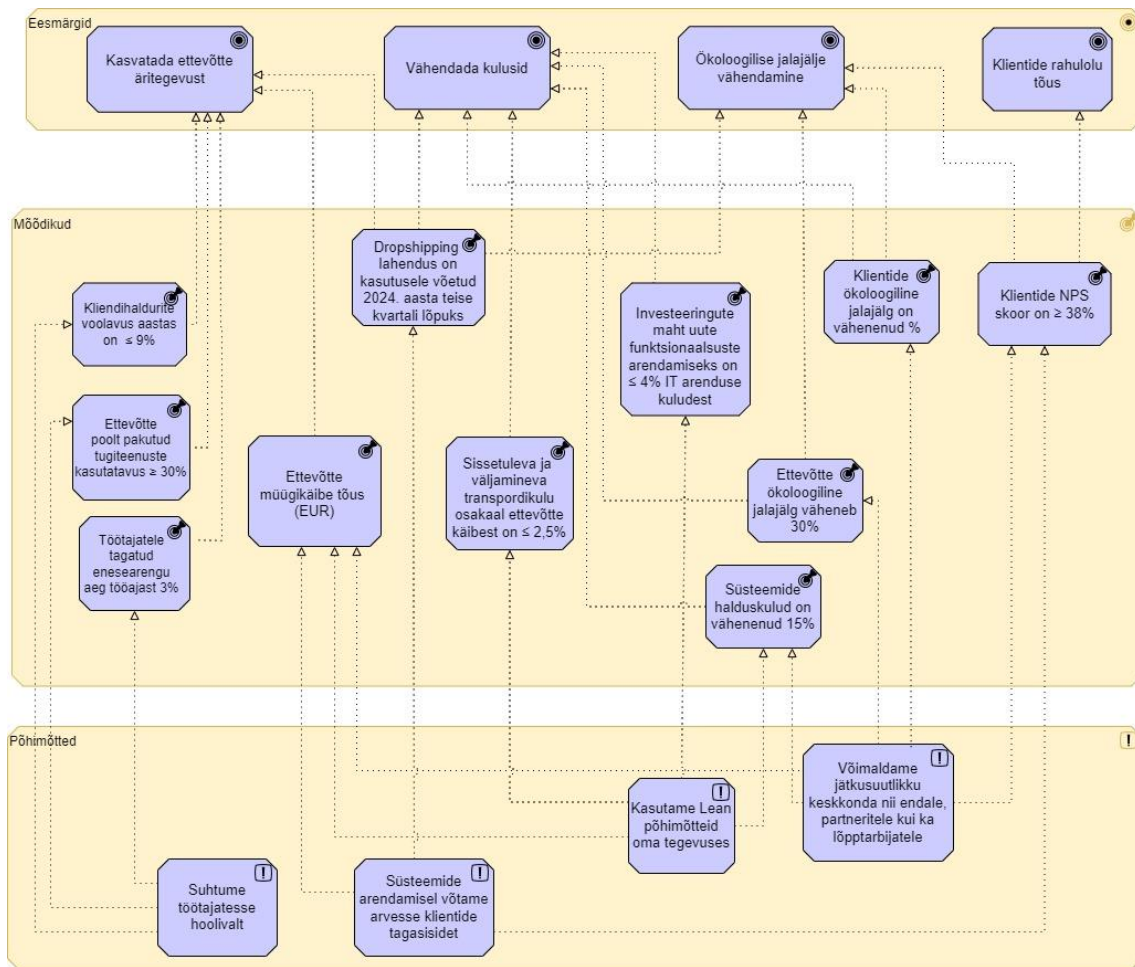 Eesmärgid
Kasvatada ettevõtte
äritegevust
Vähendada kulusid
Ökoloogilise jalajälje
vähendamine
Klientide rahulolu
tõus
Mõõdikud
Dropshipping
lahendus on
kasutusele võetud
2024. aasta teise
kvartali lõpuks
Klientide
ökoloogiline
jalajälg on
vähenenud %
Klientide NPS
skoor on ≥ 38%
Kliendihaldurite
voolavus aastas
on ≤ 9%
Investeeringute
maht uute
funktsionaalsuste
arendamiseks on
≤ 4% IT arenduse
kuludest
Ettevõtte
poolt pakutud
tugiteenuste
kasutatavus ≥ 30%
Ettevõtte
müügikäibe tõus
(EUR)
Sissetuleva ja
väljamineva
transpordikulu
osakaal ettevõtte
käibest on ≤ 2,5%
Ettevõtte
ökoloogiline
jalajälg väheneb
30%
Töötajatele
tagatud
enesearengu
aeg tööajast 3%
Süsteemide
halduskulud on
vähenenud 15%
Põhimõtted
Võimaldame
jätkusuutlikku
keskkonda nii endale,
partneritele kui ka
lõpptarbijatele
Kasutame Lean
põhimõtteid
oma tegevuses
Suhtume
töötajatesse
hoolivalt
Süsteemide
arendamisel võtame
arvesse klientide
tagasisidet